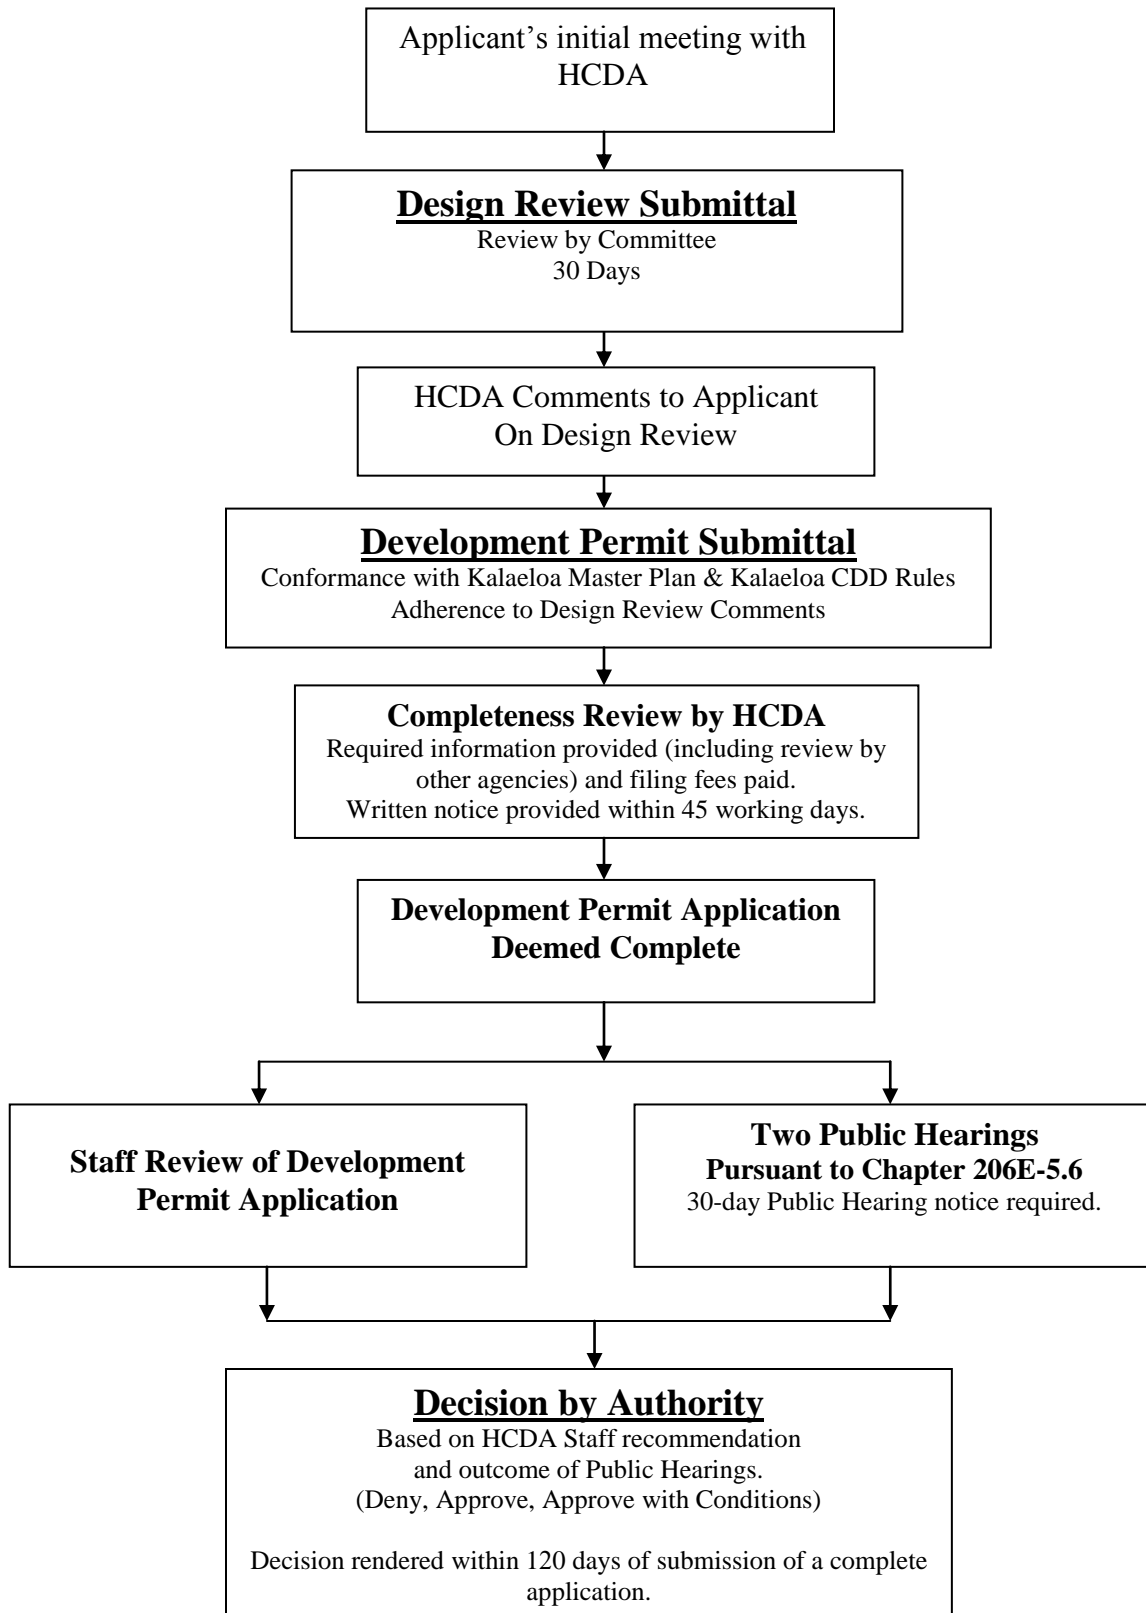 Applicant’s initial meeting with
HCDA
Design Review Submittal
Review by Committee
30 Days
HCDA Comments to Applicant
On Design Review
Development Permit Submittal
Conformance with Kalaeloa Master Plan & Kalaeloa CDD Rules
Adherence to Design Review Comments
Completeness Review by HCDA
Required information provided (including review by
other agencies) and filing fees paid.
Written notice provided within 45 working days.
Development Permit Application
Deemed Complete
Staff Review of Development
Permit Application
Two Public Hearings
Pursuant to Chapter 206E-5.6
30-day Public Hearing notice required.
Decision by Authority
Based on HCDA Staff recommendation
and outcome of Public Hearings.
(Deny, Approve, Approve with Conditions)
Decision rendered within 120 days of submission of a complete
application.